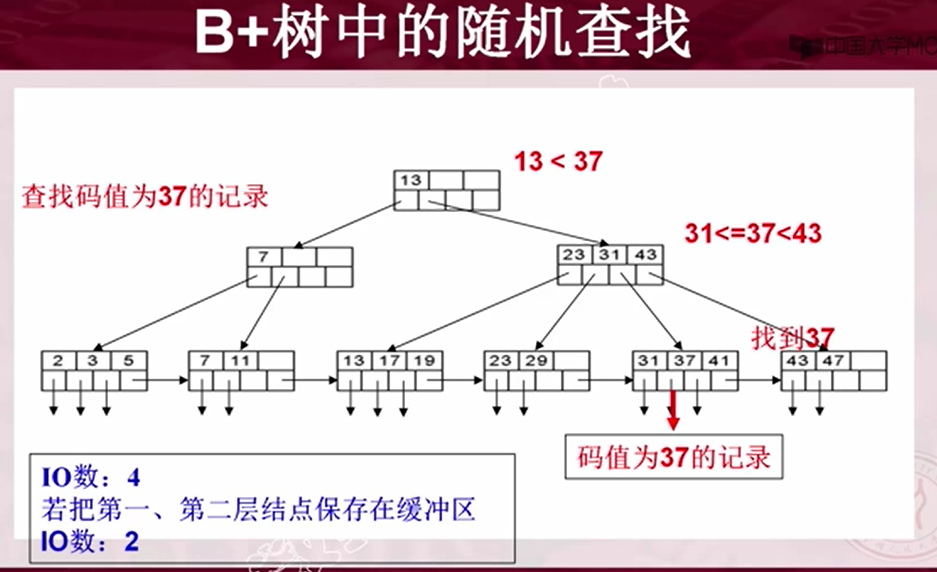 B+树中的随机查找
中国大学MO
13 < 37
查找码值为37的记录
13
31<=37<43
7
23 31 43
找到37
2 3 5
7 11
13 17 19
23 29
31 37 41
43 47
码值为37的记录
IO数：4
若把第一、第二层结点保存在缓冲区
IO数：2